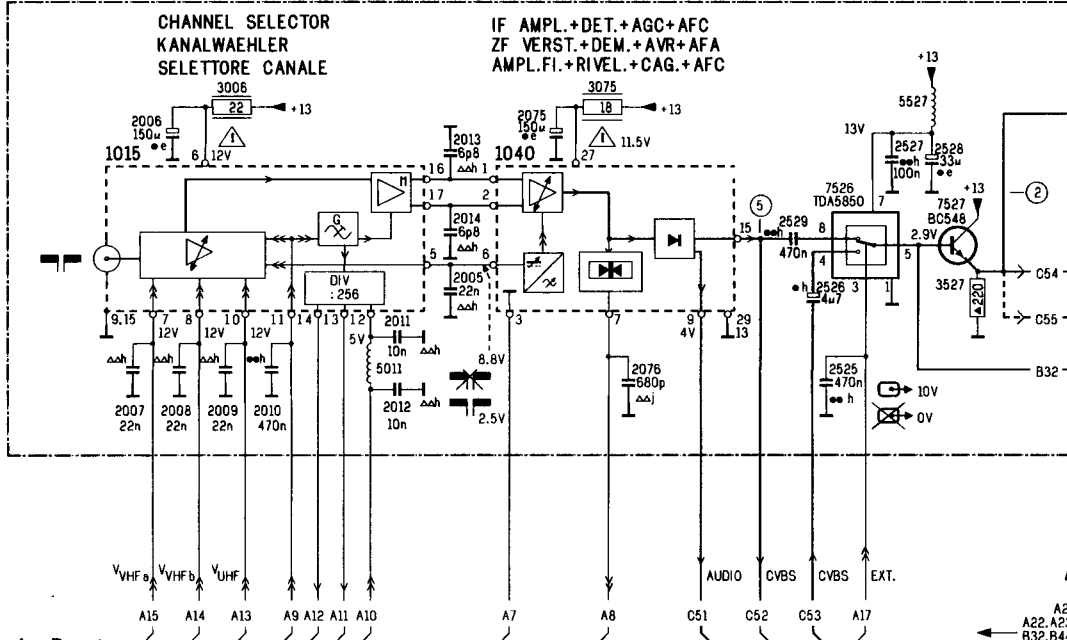 CHANNEL SELECTOR
KANALWAEHLER
SELETTORE CANALE
IF AMPL.+DET.+AGC+AFC
ZF VERST.+DEM.+AVR+AFA
AMPL.FI.+RIVEL.+CAG.+AFC
3006
22
+13
2006
150µ
●e
6
12V
1015
3075
18
+13
2075
150µ
●e
11.5V
27
1040
2013
6p8
△△h
16
1
17
2
2014
6p8
△△h
5
6
2005
22n
△△h
M
G
DIV
:256
+13
5527
13V
2527
●●h
100n
2528
33µ
●e
7526
TDA5850
7
7527
BC548
+13
2
5
15
●●h
2529
470n
8
4
2.9V
5
●h
2526
4µ7
3
1
3527
▲220
C54
C55
B32
9.15
7
8
10
11
14
13
12
12V
12V
12V
5V
△△h
△△h
●●h
2007
22n
2008
22n
2009
22n
2010
470n
2011
10n
△△h
5011
2012
10n
△△h
8.8V
2.5V
3
7
9
4V
29
13
2076
680p
△△j
2525
470n
●●h
10V
0V
VVHFa
VVHFb
VUHF
AUDIO
CVBS
CVBS
EXT.
A15
A14
A13
A9
A12
A11
A10
A7
A8
C51
C52
C53
A17
A22.A23